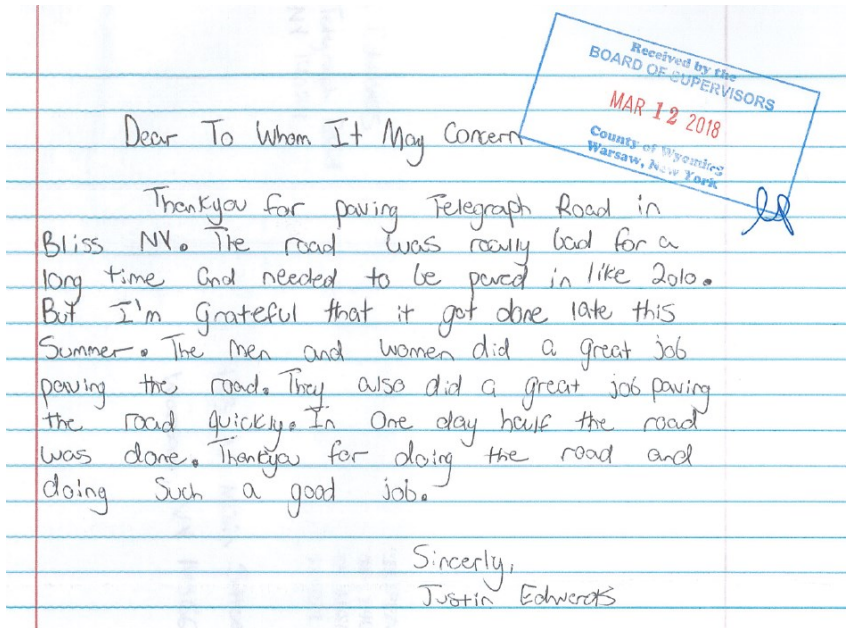 Received by the
BOARD OF SUPERVISORS
MAR 12 2018
County of Wyoming
Warsaw, New York
Dear To Whom It May Concern
Thankyou for paving Telegraph Road in
Bliss NY. The road was really bad for a
long time and needed to be paved in like 2010.
But I'm grateful that it got done late this
Summer. The men and women did a great job
paving the road. They also did a great job paving
the road quickly. In One day half the road
was done. Thankyou for doing the road and
doing Such a good job.
Sincerly,
Justin Edwards